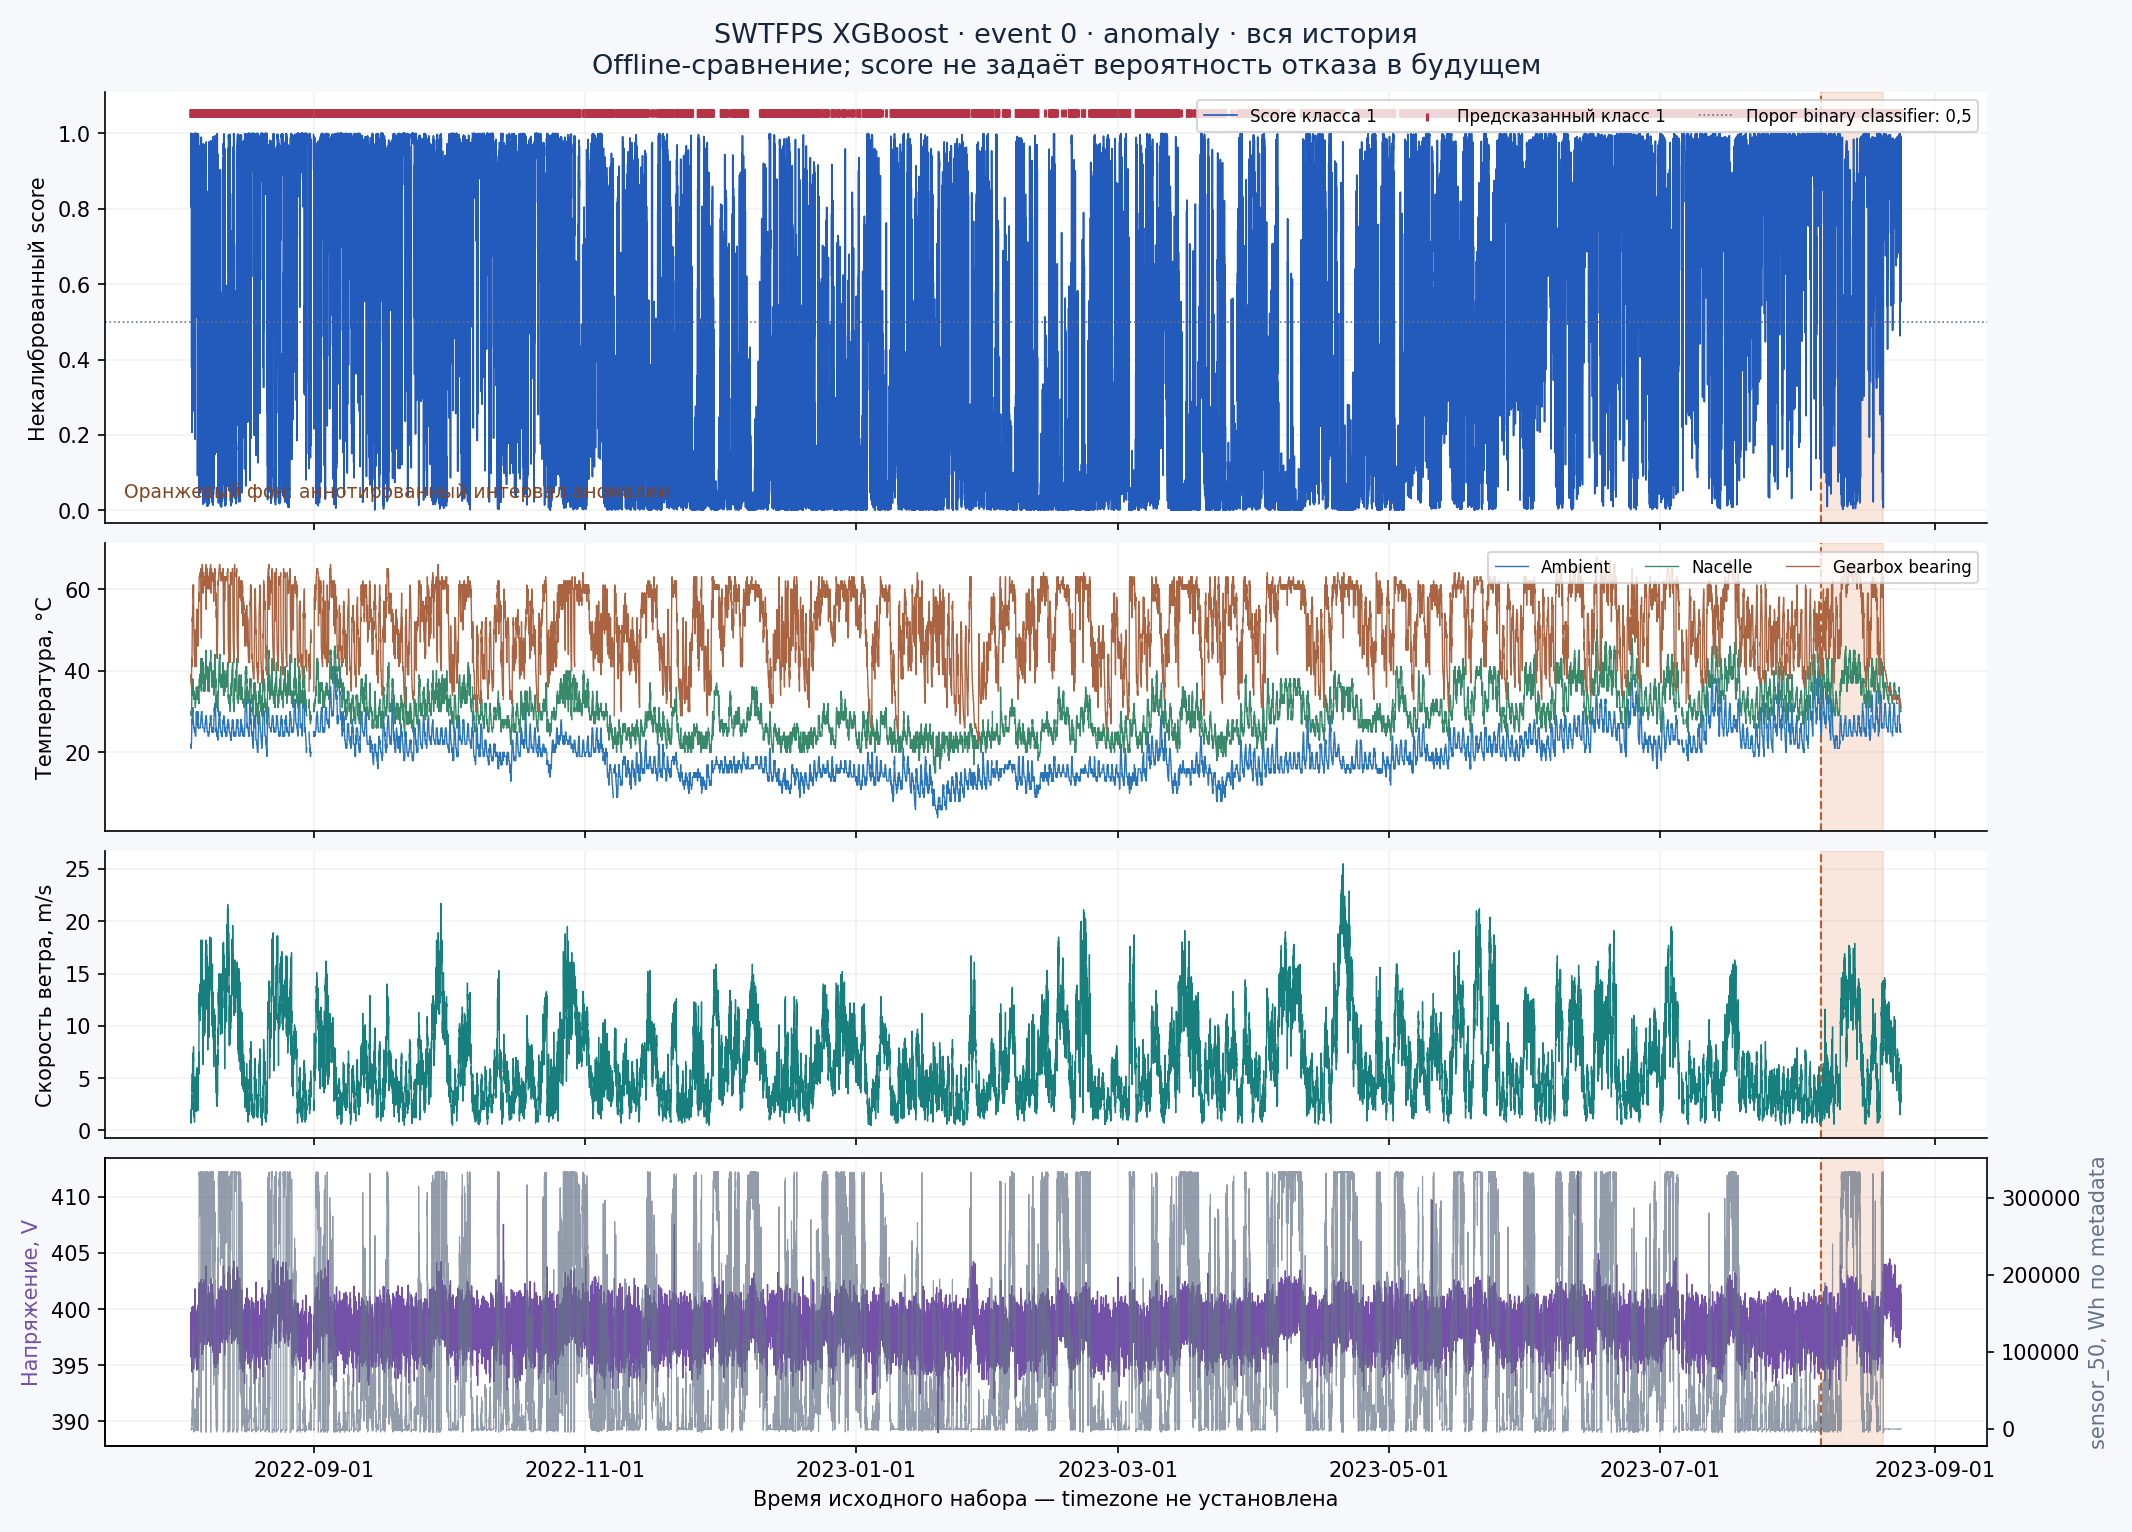 SWTFPS XGBoost · event 0 · anomaly · вся история
Offline-сравнение; score не задаёт вероятность отказа в будущем
Некалиброванный score
1.0
0.8
0.6
0.4
0.2
0.0
Score класса 1
Предсказанный класс 1
Порог binary classifier: 0,5
Оранжевый фон: аннотированный интервал аномалии
Температура, °C
60
40
20
Ambient
Nacelle
Gearbox bearing
Скорость ветра, m/s
25
20
15
10
5
0
Напряжение, V
410
405
400
395
390
300000
200000
100000
0
sensor_50, Wh по metadata
2022-09-01
2022-11-01
2023-01-01
2023-03-01
2023-05-01
2023-07-01
2023-09-01
Время исходного набора — timezone не установлена